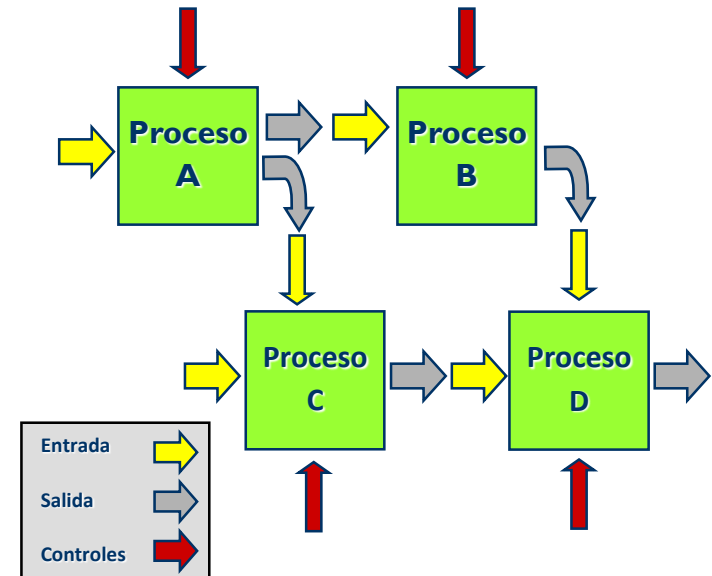 Proceso
A
Proceso
B
Proceso
C
Proceso
D
Entrada
Salida
Controles